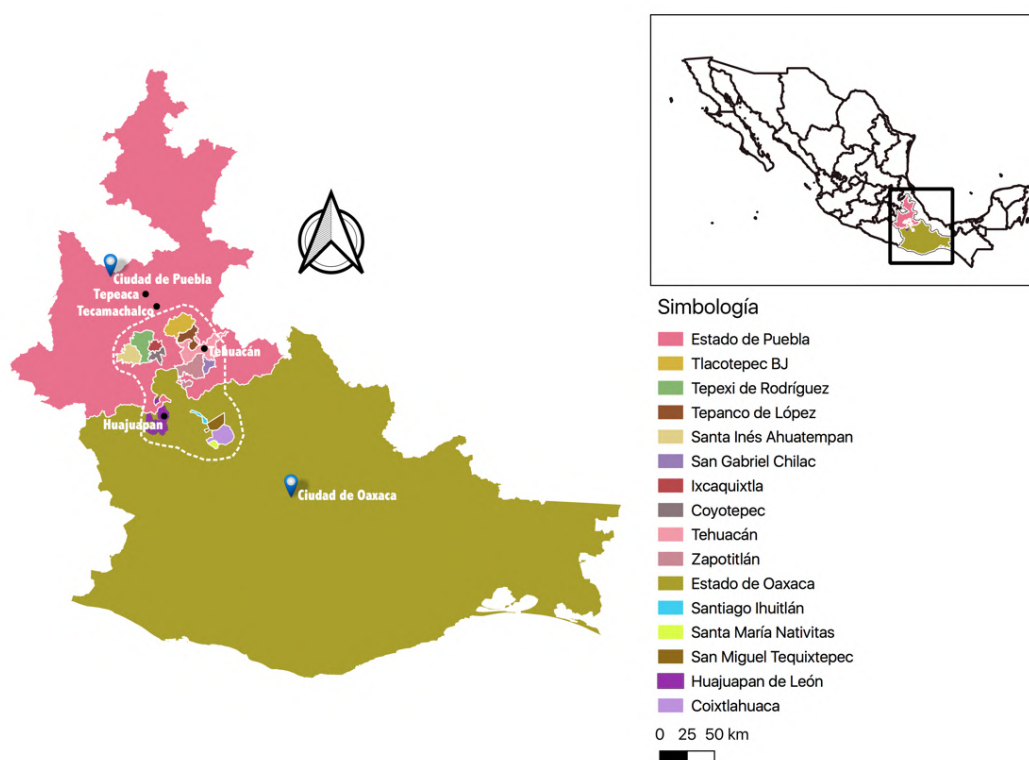 Ciudad de Puebla
Tepeaca
Tecamachalco
Tehuacán
Huajuapan
Ciudad de Oaxaca
Simbología
Estado de Puebla
Tlacotepec BJ
Tepexi de Rodríguez
Tepanco de López
Santa Inés Ahuatempan
San Gabriel Chilac
Ixcaquixtla
Coyotepec
Tehuacán
Zapotitlán
Estado de Oaxaca
Santiago Ihuitlán
Santa María Nativitas
San Miguel Tequixtepec
Huajuapan de León
Coixtlahuaca
0 25 50 km